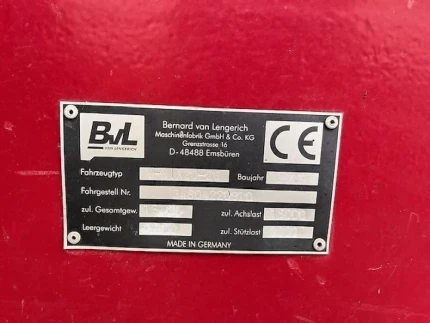 BvL
VAN LENGERICH
Bernard van Lengerich
Maschinenfabrik GmbH & Co. KG
Grenzstrasse 16
D-48488 Emsbüren
CE
Fahrzeugtyp Baujahr
Fahrgestell Nr.
zul. Gesamtgew. zul. Achslast
Leergewicht zul. Stützlast
MADE IN GERMANY